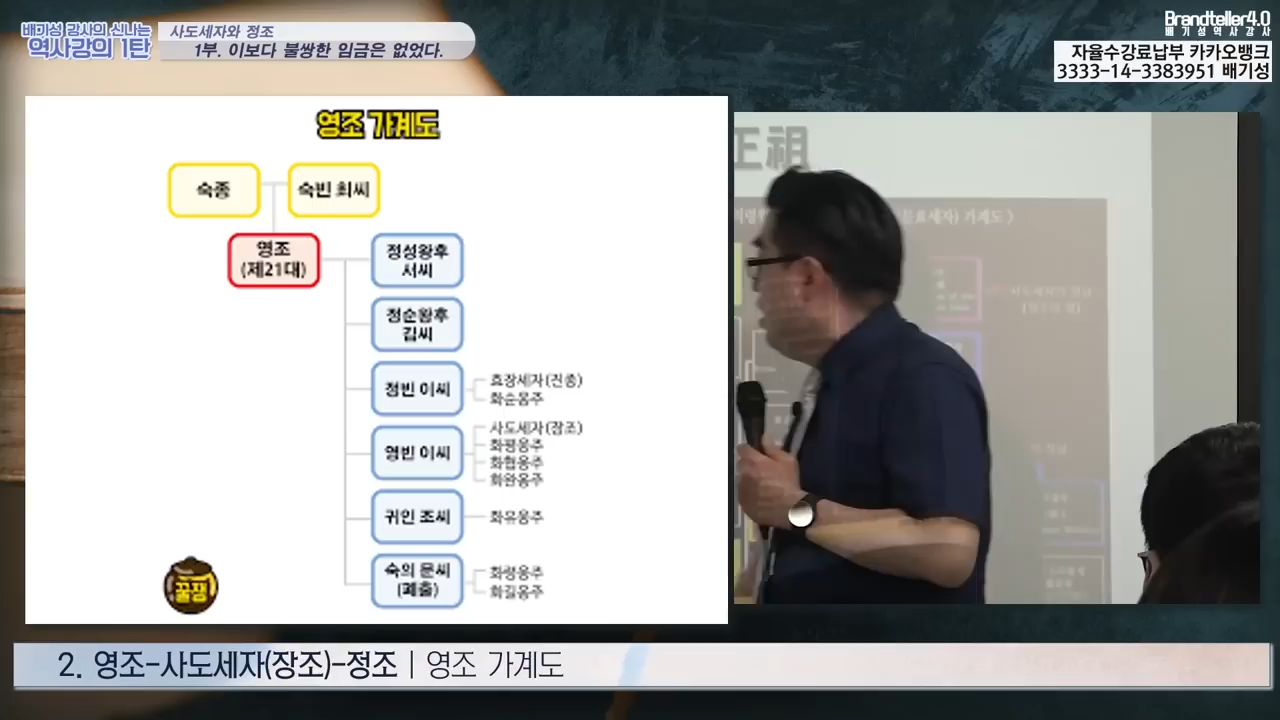 배기성 강사의 신나는
역사강의 1탄
사도세자와 정조
1부. 이보다 불쌍한 임금은 없었다.
Brandteller4.0
배기성역사강사
자율수강료납부 카카오뱅크
3333-14-3383951 배기성
영조 가계도
숙종
숙빈 최씨
영조
(제21대)
정성왕후
서씨
정순왕후
김씨
정빈 이씨
효장세자(진종)
화순옹주
영빈 이씨
사도세자(장조)
화평옹주
화협옹주
화완옹주
귀인 조씨
화유옹주
숙의 문씨
(폐출)
화령옹주
화길옹주
꿀잼
正祖
가계도)
2. 영조-사도세자(장조)-정조 | 영조 가계도